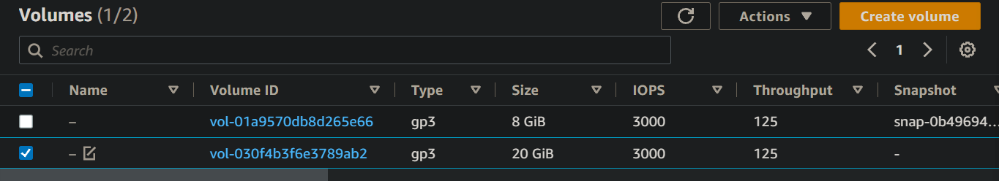 Volumes (1/2)
Actions
Create volume
Search
1
Name Volume ID Type Size IOPS Throughput Snapshot
– vol-01a9570db8d265e66 gp3 8 GiB 3000 125 snap-0b49694...
– vol-030f4b3f6e3789ab2 gp3 20 GiB 3000 125 -